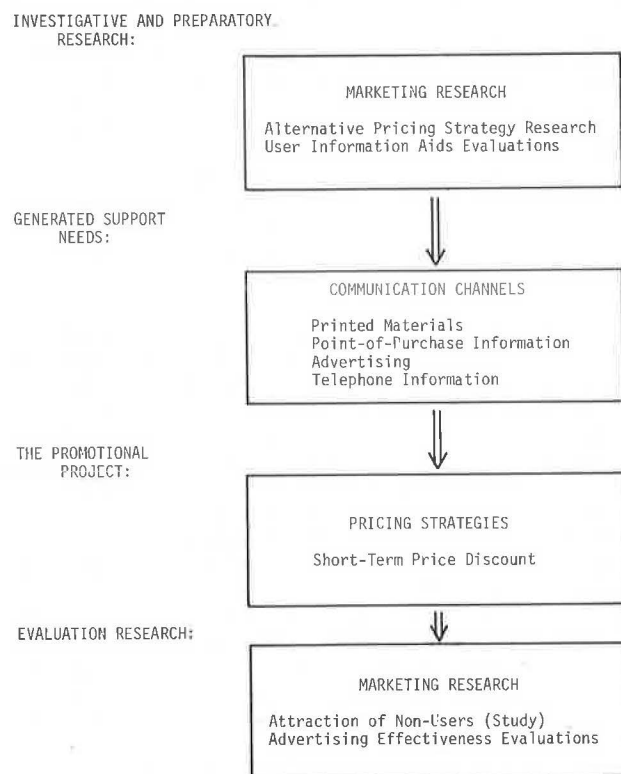 INVESTIGATIVE AND PREPARATORY
RESEARCH:
MARKETING RESEARCH
Alternative Pricing Strategy Research
User Information Aids Evaluations
GENERATED SUPPORT
NEEDS:
COMMUNICATION CHANNELS
Printed Materials
Point-of-Purchase Information
Advertising
Telephone Information
THE PROMOTIONAL
PROJECT:
PRICING STRATEGIES
Short-Term Price Discount
EVALUATION RESEARCH:
MARKETING RESEARCH
Attraction of Non-Users (Study)
Advertising Effectiveness Evaluations